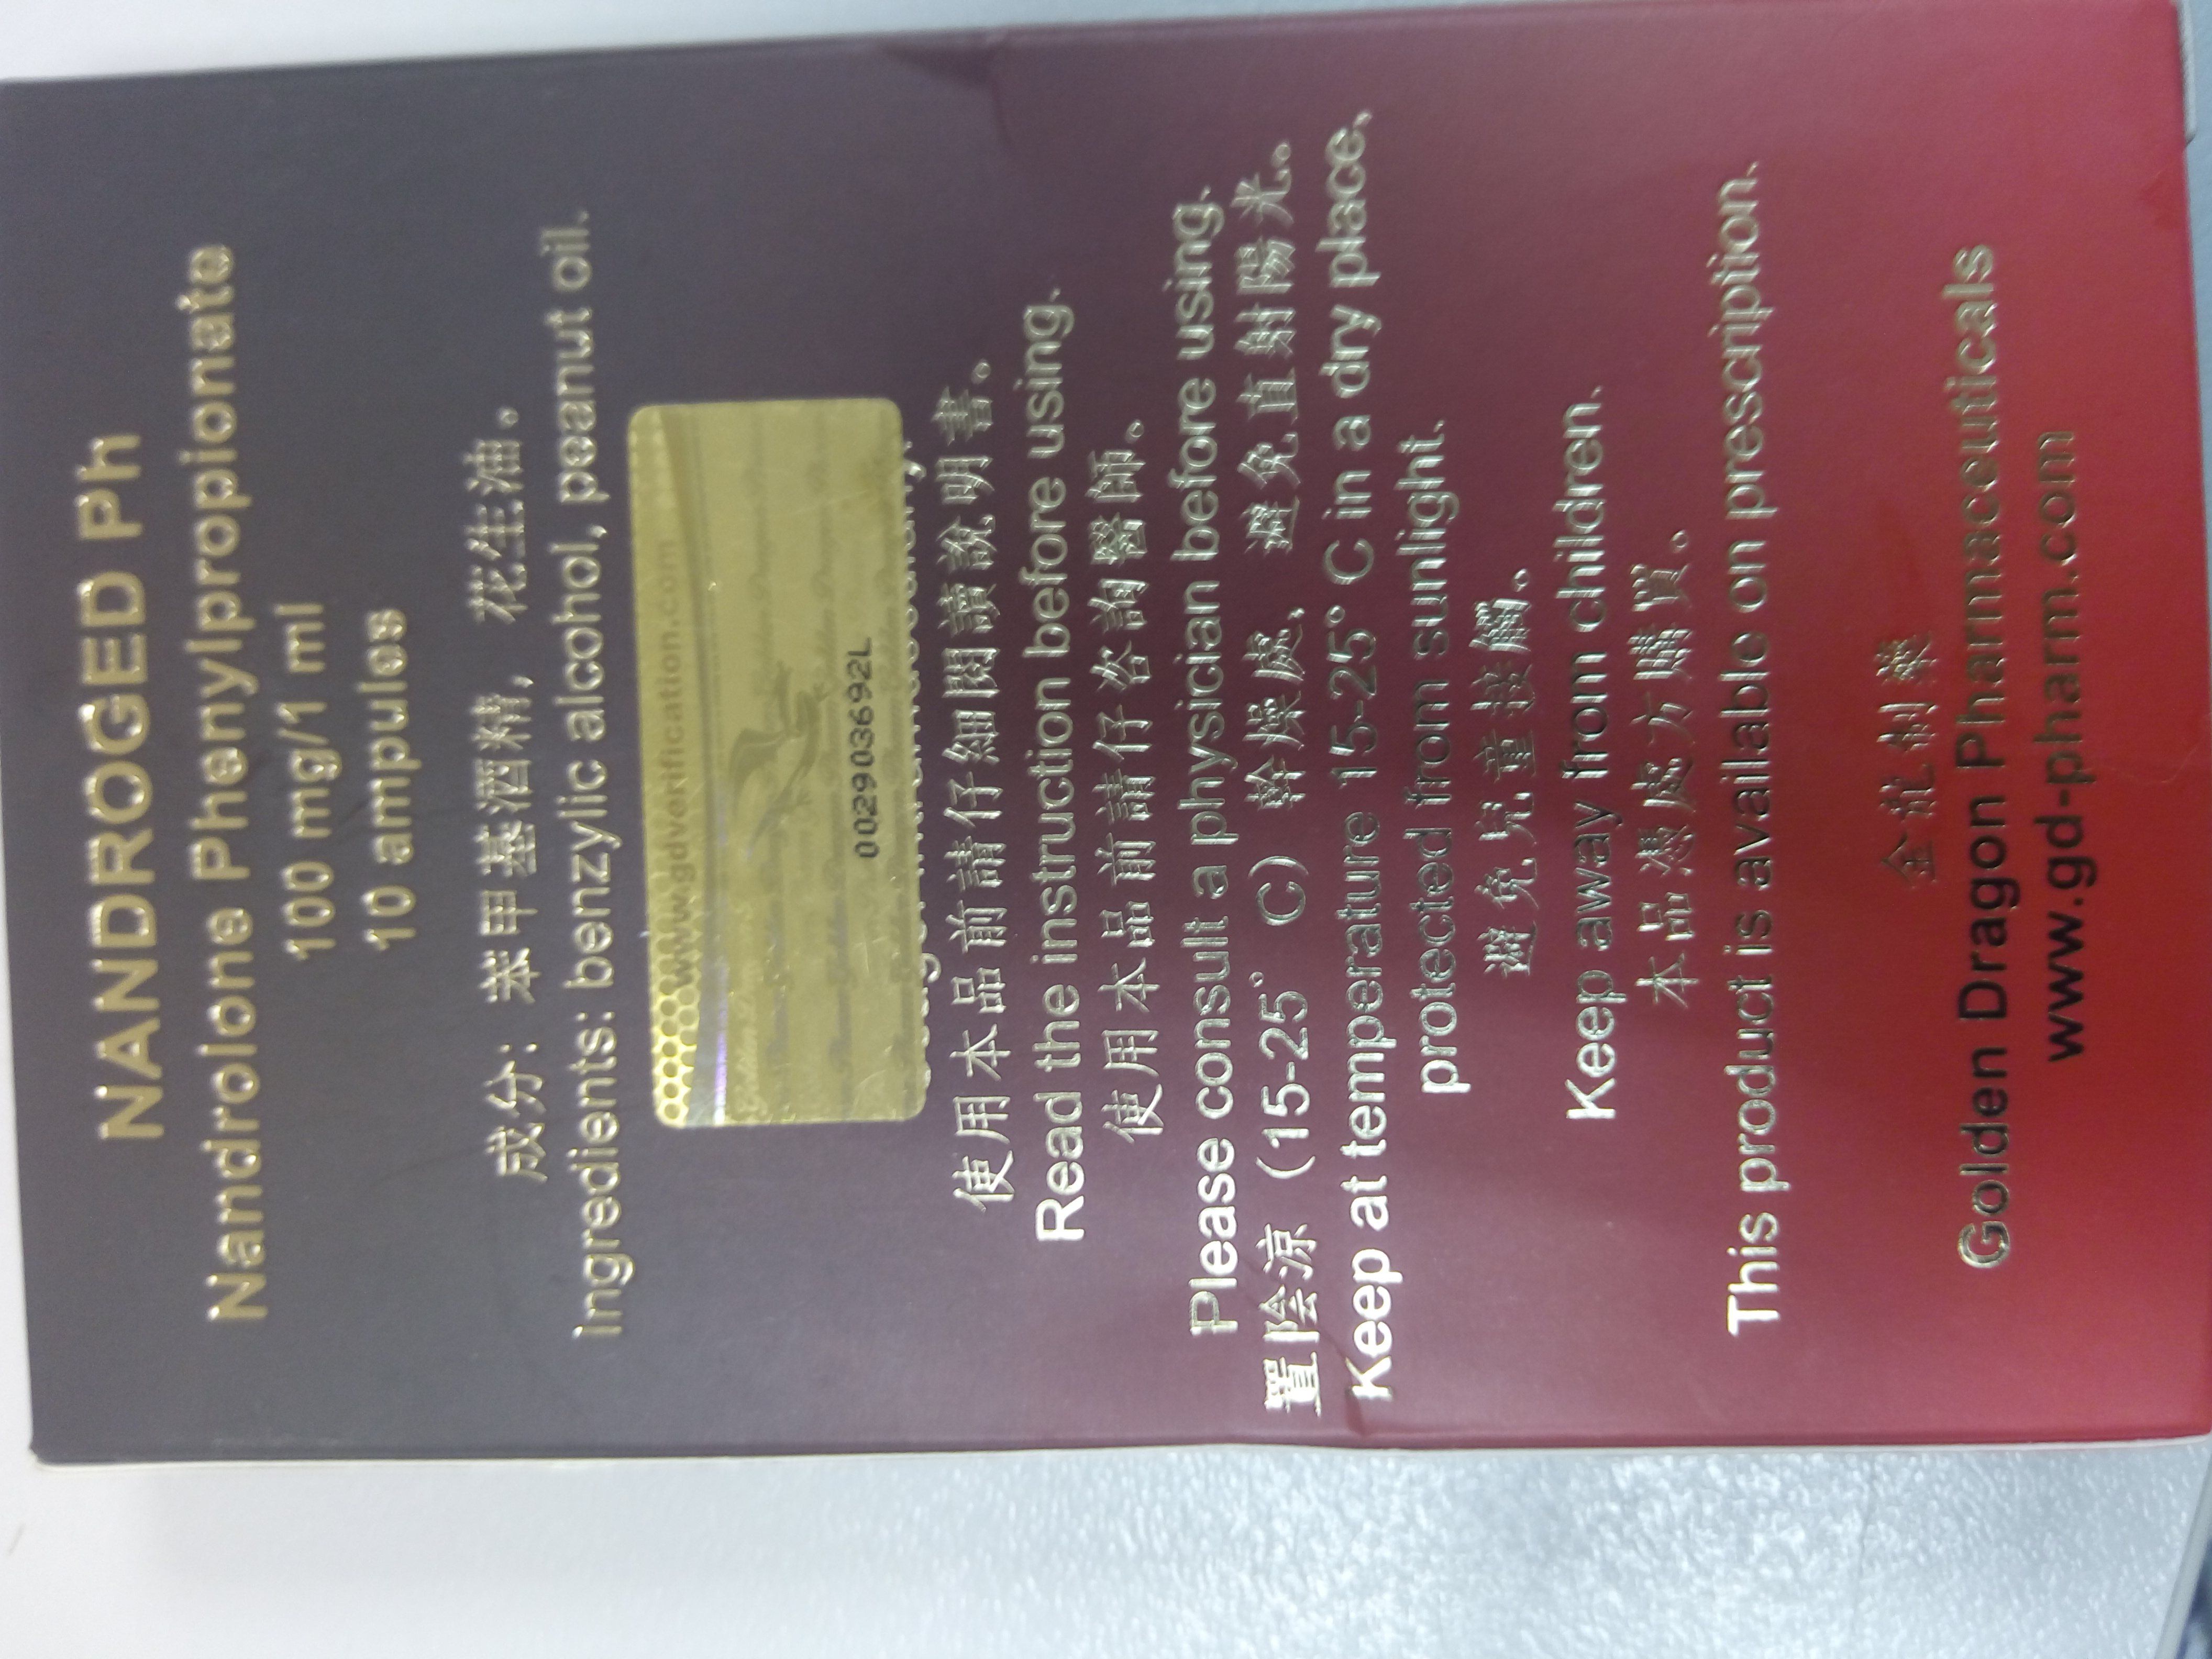 NANDROGED Ph
Nandrolone Phenylpropionate
100 mg/1 ml
10 ampules
成分: 苯甲基酒精, 花生油。
Ingredients: benzylic alcohol, peanut oil.
www.gdverification.com
0029036 92L
使用本品前請仔細閱讀說明書。
Read the instruction before using.
使用本品前請仔咨詢醫師。
Please consult a physician before using.
置陰凉 (15-25° C) 幹燥處, 避免直射陽光。
Keep at temperature 15-25° C in a dry place,
protected from sunlight.
避免兒童接觸。
Keep away from children.
本品憑處方購買。
This product is available on prescription.
金龍制藥
Golden Dragon Pharmaceuticals
www.gd-pharm.com